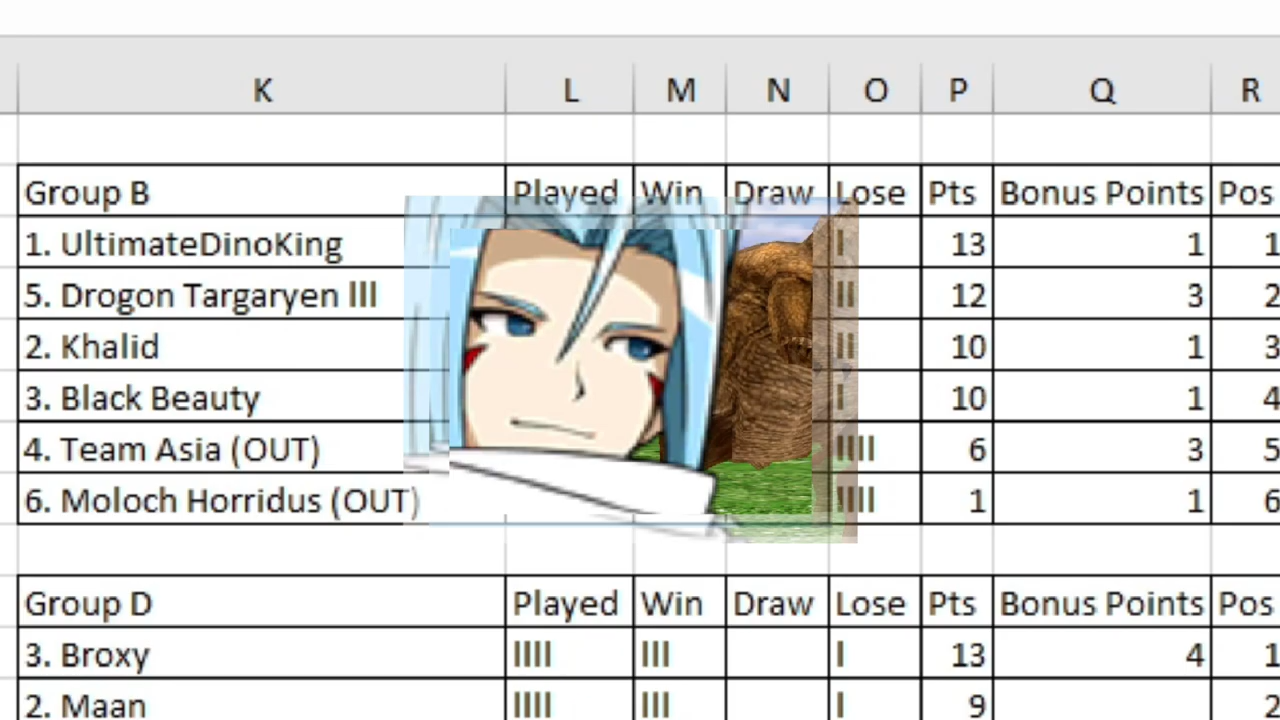 K L M N O P Q R
Group B Played Win Draw Lose Pts Bonus Points Pos
1. UltimateDinoKing I 13 1 1
5. Drogon Targaryen III II 12 3 2
2. Khalid II 10 1 3
3. Black Beauty I 10 1 4
4. Team Asia (OUT) IIII 6 3 5
6. Moloch Horridus (OUT) IIII 1 1 6
Group D Played Win Draw Lose Pts Bonus Points Pos
3. Broxy IIII III I 13 4 1
2. Maan IIII III I 9 2